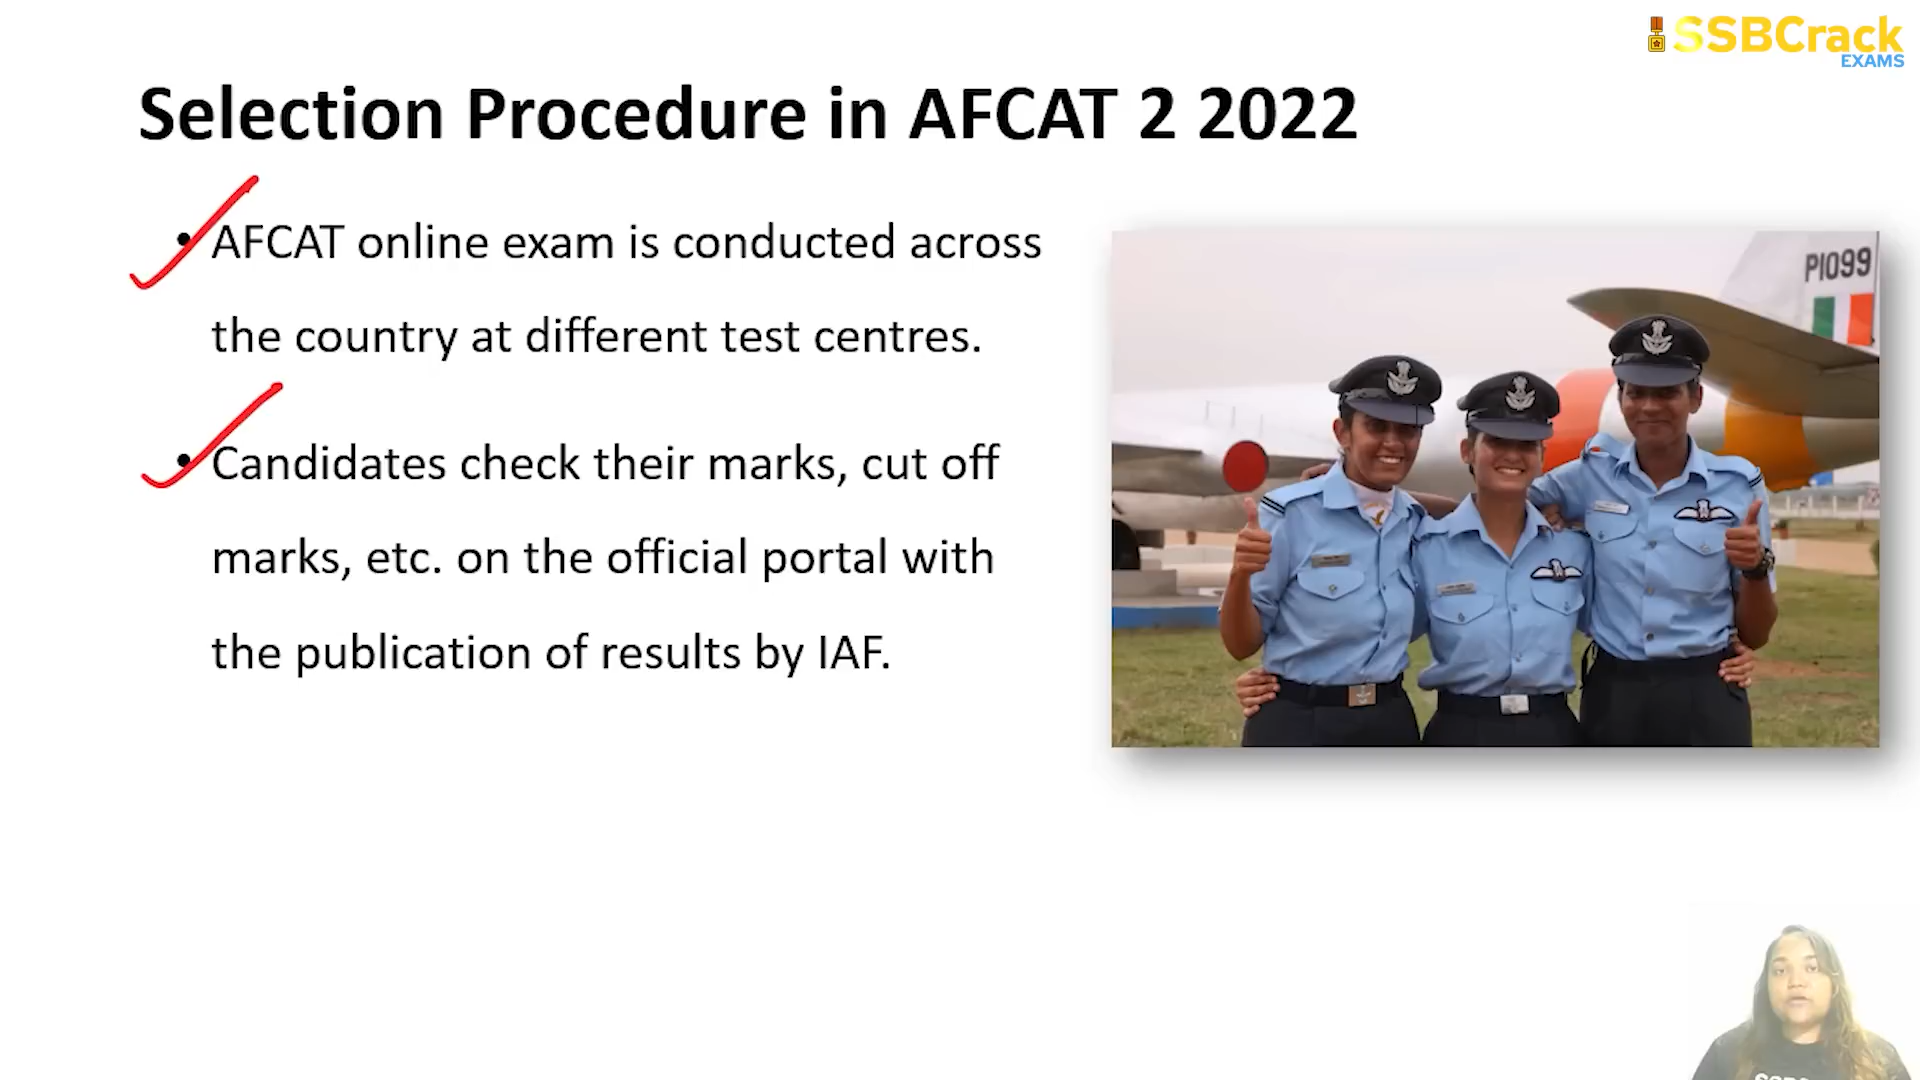 SSBCrack
EXAMS
Selection Procedure in AFCAT 2 2022
• AFCAT online exam is conducted across
the country at different test centres.
• Candidates check their marks, cut off
marks, etc. on the official portal with
the publication of results by IAF.
P1099